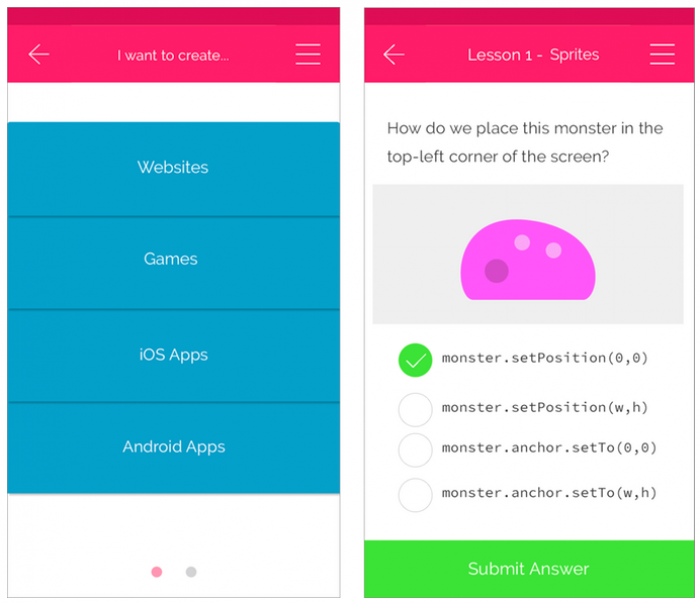 I want to create...
Websites
Games
iOS Apps
Android Apps
Lesson 1 - Sprites
How do we place this monster in the
top-left corner of the screen?
monster.setPosition(0,0)
monster.setPosition(w,h)
monster.anchor.setTo(0,0)
monster.anchor.setTo(w,h)
Submit Answer